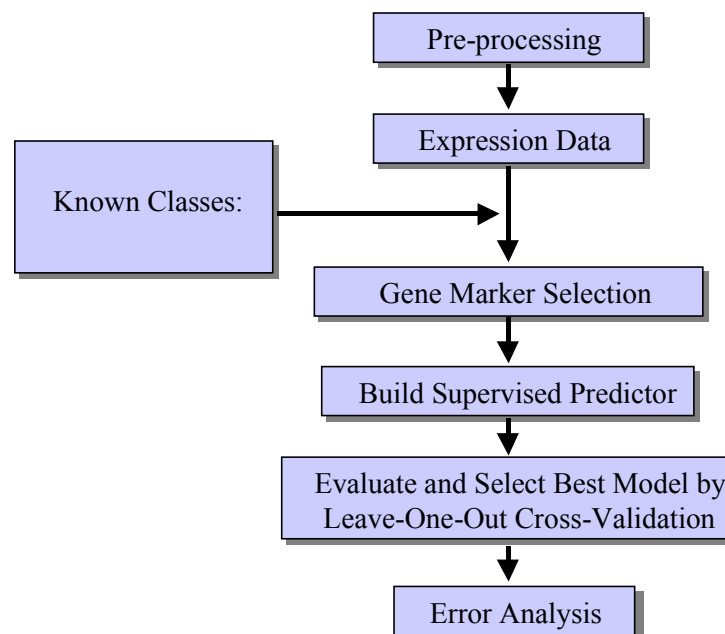 Pre-processing
Expression Data
Known Classes:
Gene Marker Selection
Build Supervised Predictor
Evaluate and Select Best Model by
Leave-One-Out Cross-Validation
Error Analysis